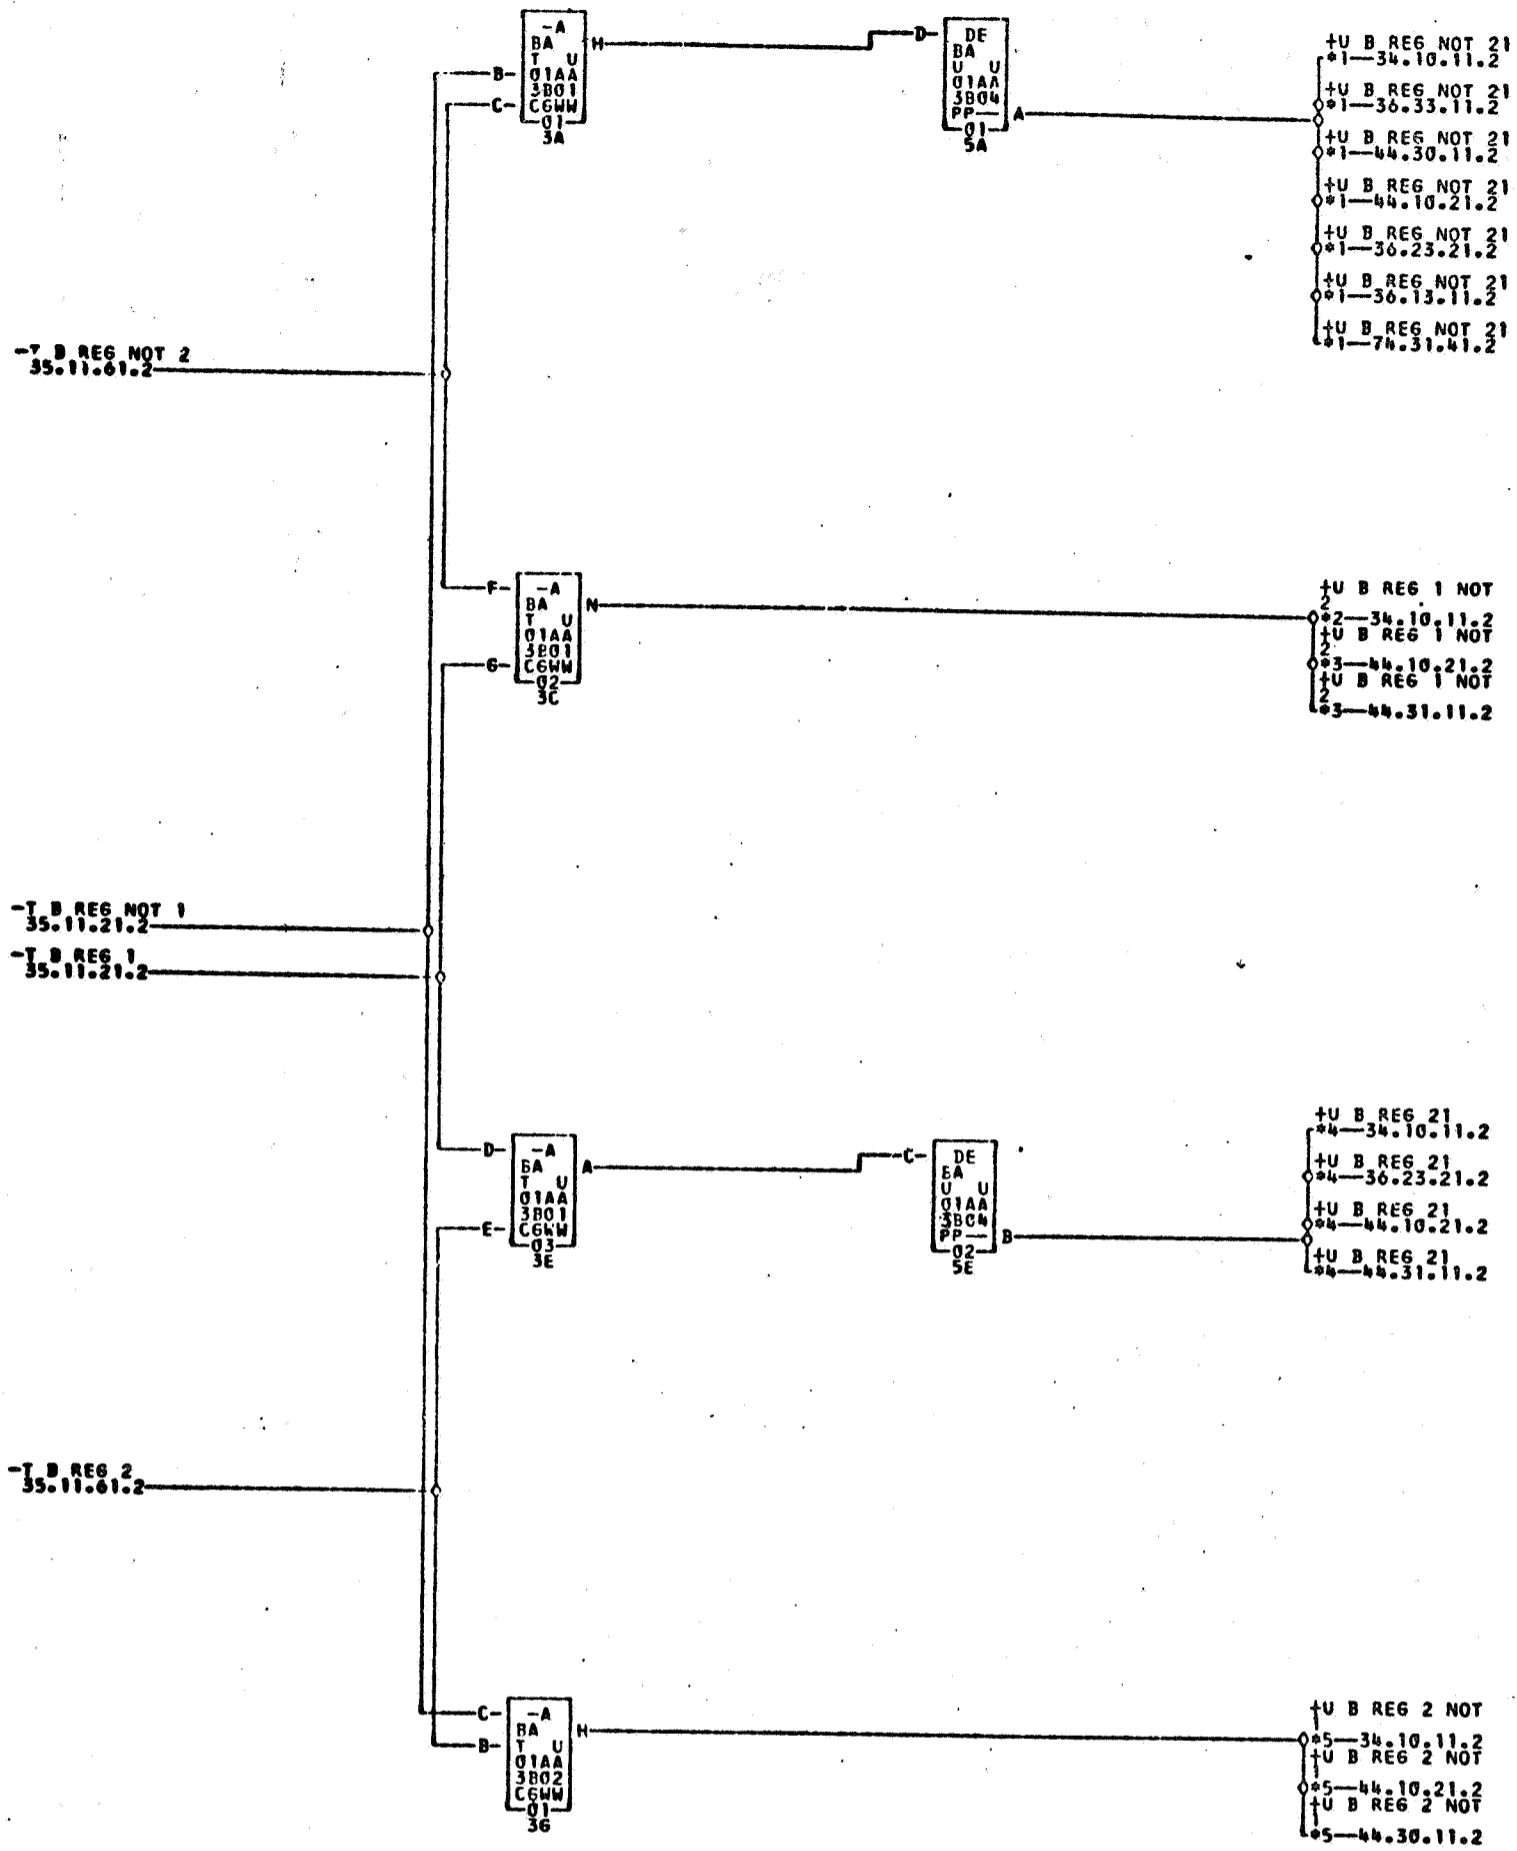 -A
BA
T U
01AA
3B01
CGWW
01
3A
B
C
H
D
DE
BA
U U
01AA
3B04
PP—
01
5A
A
+U B REG NOT 21
*1—34.10.11.2
+U B REG NOT 21
*1—36.33.11.2
+U B REG NOT 21
*1—44.30.11.2
+U B REG NOT 21
*1—44.10.21.2
+U B REG NOT 21
*1—36.23.21.2
+U B REG NOT 21
*1—36.13.11.2
+U B REG NOT 21
*1—74.31.41.2
-T B REG NOT 2
35.11.61.2
F
G
-A
BA
T U
01AA
3B01
CGWW
02
3C
N
+U B REG 1 NOT
2
*2—34.10.11.2
+U B REG 1 NOT
2
*3—44.10.21.2
+U B REG 1 NOT
2
*3—44.31.11.2
-T B REG NOT 1
35.11.21.2
-T B REG 1
35.11.21.2
D
E
-A
BA
T U
01AA
3B01
CGWW
03
3E
A
C
DE
BA
U U
01AA
3B04
PP—
02
5E
B
+U B REG 21
*4—34.10.11.2
+U B REG 21
*4—36.23.21.2
+U B REG 21
*4—44.10.21.2
+U B REG 21
*4—44.31.11.2
-T B REG 2
35.11.61.2
C
B
-A
BA
T U
01AA
3B02
CGWW
01
3G
H
+U B REG 2 NOT
1
*5—34.10.11.2
+U B REG 2 NOT
1
*5—44.10.21.2
+U B REG 2 NOT
1
*5—44.30.11.2